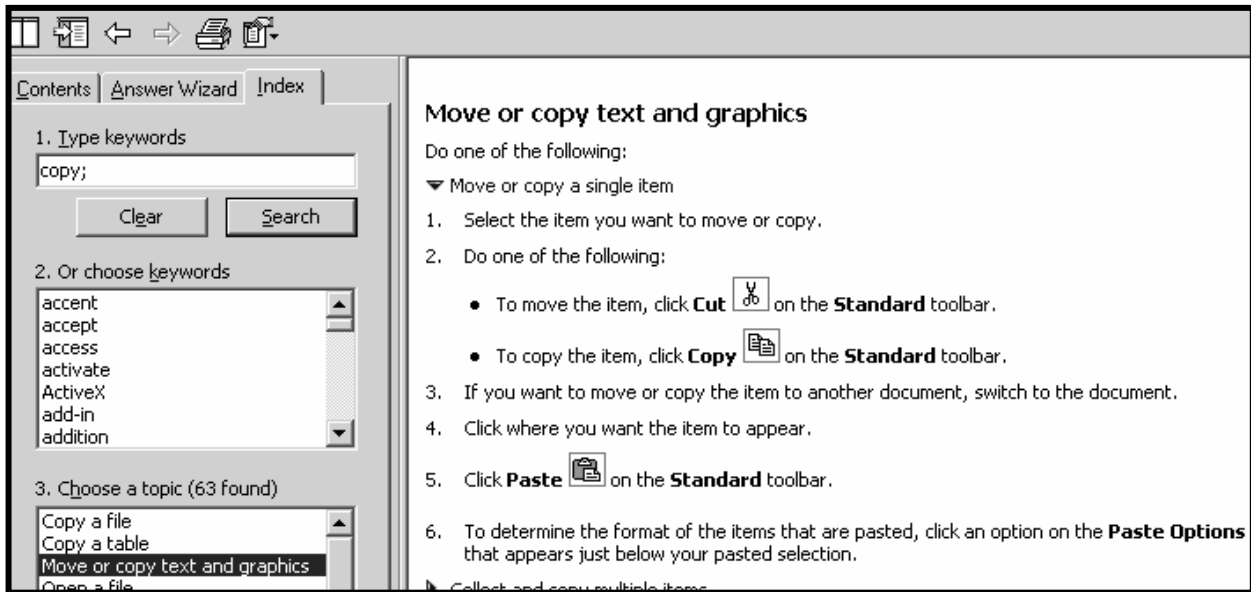 Contents Answer Wizard Index
1. Type keywords
copy;
Clear Search
2. Or choose keywords
accent
accept
access
activate
ActiveX
add-in
addition
3. Choose a topic (63 found)
Copy a file
Copy a table
Move or copy text and graphics
Open a file
Move or copy text and graphics
Do one of the following:
Move or copy a single item
1. Select the item you want to move or copy.
2. Do one of the following:
• To move the item, click Cut on the Standard toolbar.
• To copy the item, click Copy on the Standard toolbar.
3. If you want to move or copy the item to another document, switch to the document.
4. Click where you want the item to appear.
5. Click Paste on the Standard toolbar.
6. To determine the format of the items that are pasted, click an option on the Paste Options
that appears just below your pasted selection.
Collect and copy multiple items